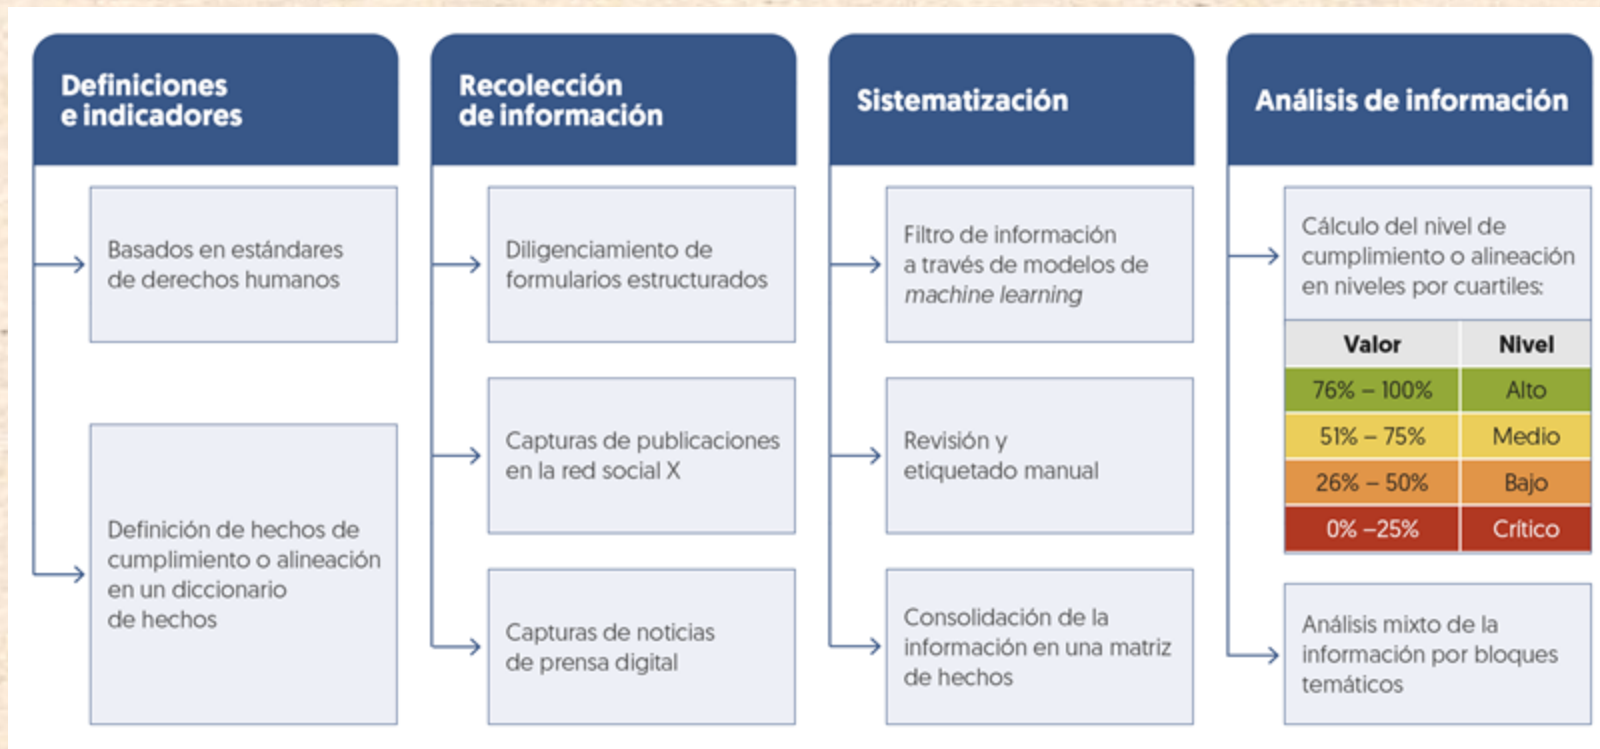 Definiciones
e indicadores
Basados en estándares
de derechos humanos
Definición de hechos de
cumplimiento o alineación
en un diccionario
de hechos
Recolección
de información
Diligenciamiento de
formularios estructurados
Capturas de publicaciones
en la red social X
Capturas de noticias
de prensa digital
Sistematización
Filtro de información
a través de modelos de
machine learning
Revisión y
etiquetado manual
Consolidación de la
información en una matriz
de hechos
Análisis de información
Cálculo del nivel de
cumplimiento o alineación
en niveles por cuartiles:
Valor Nivel
76% – 100% Alto
51% – 75% Medio
26% – 50% Bajo
0% –25% Crítico
Análisis mixto de la
información por bloques
temáticos